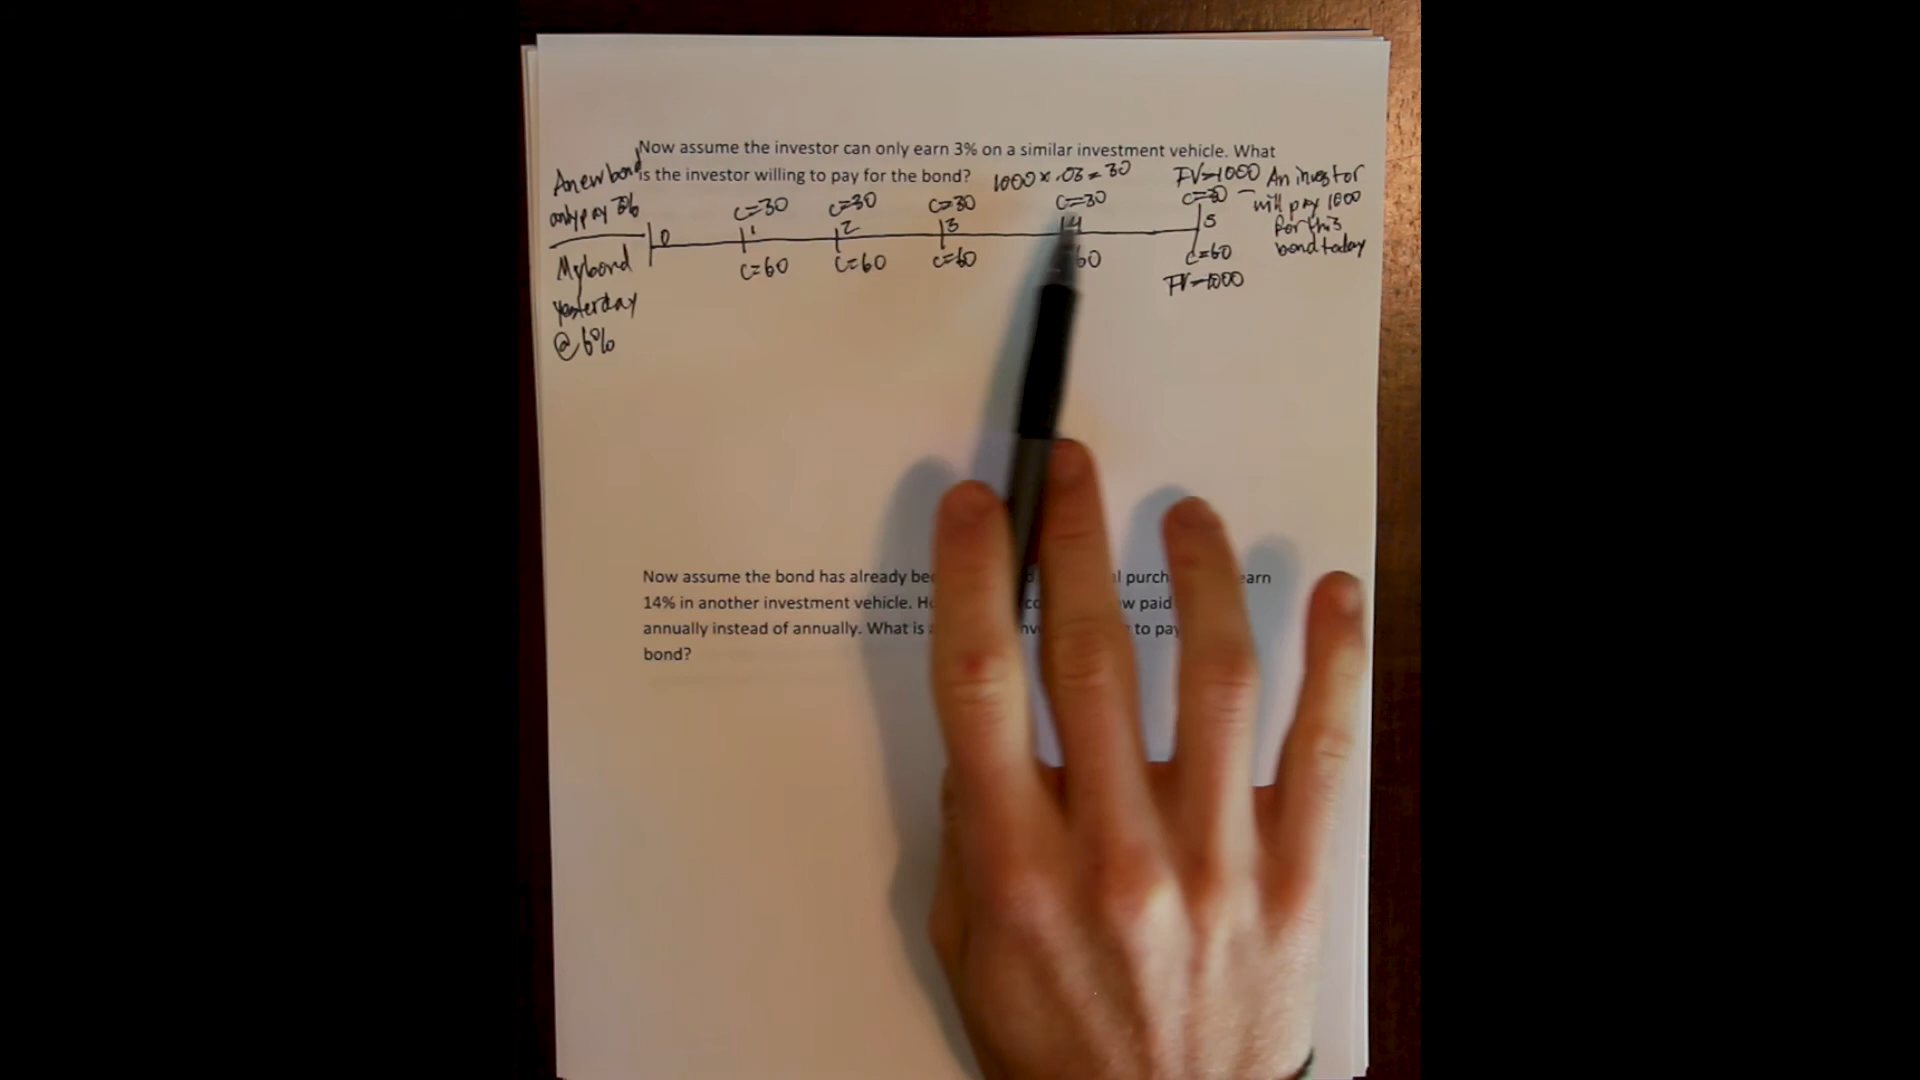 Now assume the investor can only earn 3% on a similar investment vehicle. What
is the investor willing to pay for the bond?
1000 x .03 = 30
A new bond
only pay 3%
C=30 C=30 C=30 C=30 C=30
FV=1000
An investor
will pay 1000
for this
bond today
0 1 2 3 4 5
My bond
yesterday
@ 6%
C=60 C=60 C=60 60 C=60
FV=1000
Now assume the bond has already earn
14% in another investment vehicle. paid
annually instead of annually. What is to pay
bond?